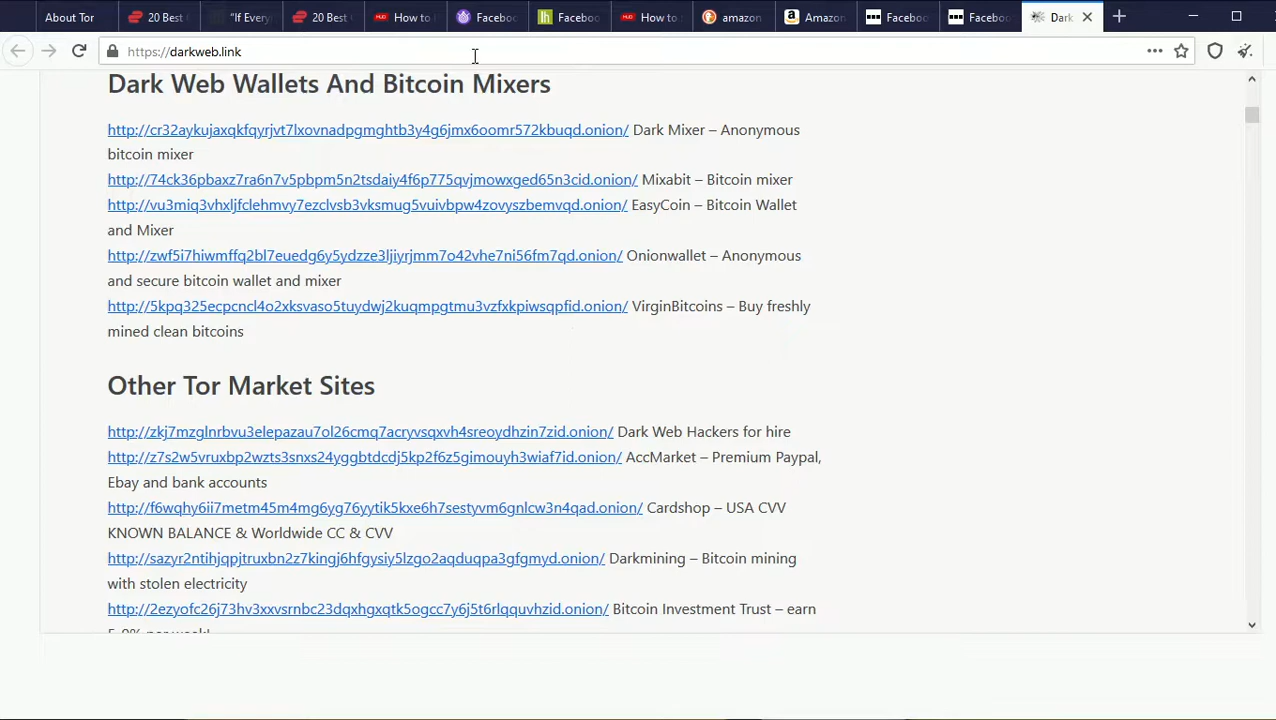 About Tor
20 Best
"If Every
20 Best
How to
Facebo
Facebo
How to
amazon
Amazon
Facebo
Facebo
Dark
https://darkweb.link
Dark Web Wallets And Bitcoin Mixers
http://cr32aykujaxqkfqyrjvt7lxovnadpgmghtb3y4g6jmx6oomr572kbuqd.onion/ Dark Mixer – Anonymous
bitcoin mixer
http://74ck36pbaxz7ra6n7v5pbpm5n2tsdaiy4f6p775qvjmowxged65n3cid.onion/ Mixabit – Bitcoin mixer
http://vu3miq3vhxljfclehmvy7ezclvsb3vksmug5vuivbpw4zovyszbemvqd.onion/ EasyCoin – Bitcoin Wallet
and Mixer
http://zwf5i7hiwmffq2bl7euedg6y5ydzze3ljiyrjmm7o42vhe7ni56fm7qd.onion/ Onionwallet – Anonymous
and secure bitcoin wallet and mixer
http://5kpq325ecpcncl4o2xksvaso5tuydwj2kuqmpgtmu3vzfxkpiwsqpfid.onion/ VirginBitcoins – Buy freshly
mined clean bitcoins
Other Tor Market Sites
http://zkj7mzglnrbvu3elepazau7ol26cmq7acryvsqxvh4sreoydhzin7zid.onion/ Dark Web Hackers for hire
http://z7s2w5vruxbp2wzts3snxs24yggbtdcdj5kp2f6z5gimouyh3wiaf7id.onion/ AccMarket – Premium Paypal,
Ebay and bank accounts
http://f6wqhy6ii7metm45m4mg6yg76yytik5kxe6h7sestyvm6gnlcw3n4qad.onion/ Cardshop – USA CVV
KNOWN BALANCE & Worldwide CC & CVV
http://sazyr2ntihjqpjtruxbn2z7kingj6hfgysiy5lzgo2aqduqpa3gfgmyd.onion/ Darkmining – Bitcoin mining
with stolen electricity
http://2ezyofc26j73hv3xxvsrnbc23dqxhgxqtk5ogcc7y6j5t6rlqquvhzid.onion/ Bitcoin Investment Trust – earn